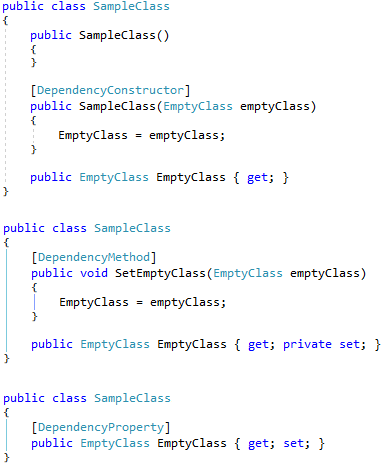 public class SampleClass
{
    public SampleClass()
    {
    }

    [DependencyConstructor]
    public SampleClass(EmptyClass emptyClass)
    {
        EmptyClass = emptyClass;
    }

    public EmptyClass EmptyClass { get; }
}

public class SampleClass
{
    [DependencyMethod]
    public void SetEmptyClass(EmptyClass emptyClass)
    {
        EmptyClass = emptyClass;
    }

    public EmptyClass EmptyClass { get; private set; }
}

public class SampleClass
{
    [DependencyProperty]
    public EmptyClass EmptyClass { get; set; }
}